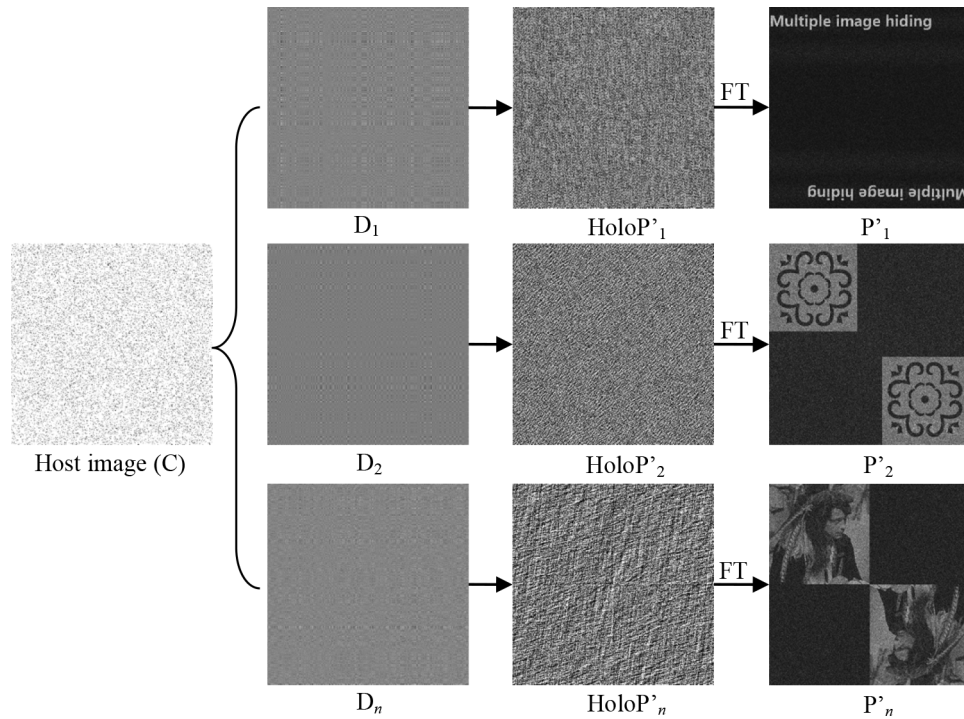 Multiple image hiding
FT
Multiple image hiding
D₁
HoloP’₁
P’₁
FT
Host image (C)
D₂
HoloP’₂
P’₂
FT
Dₙ
HoloP’ₙ
P’ₙ